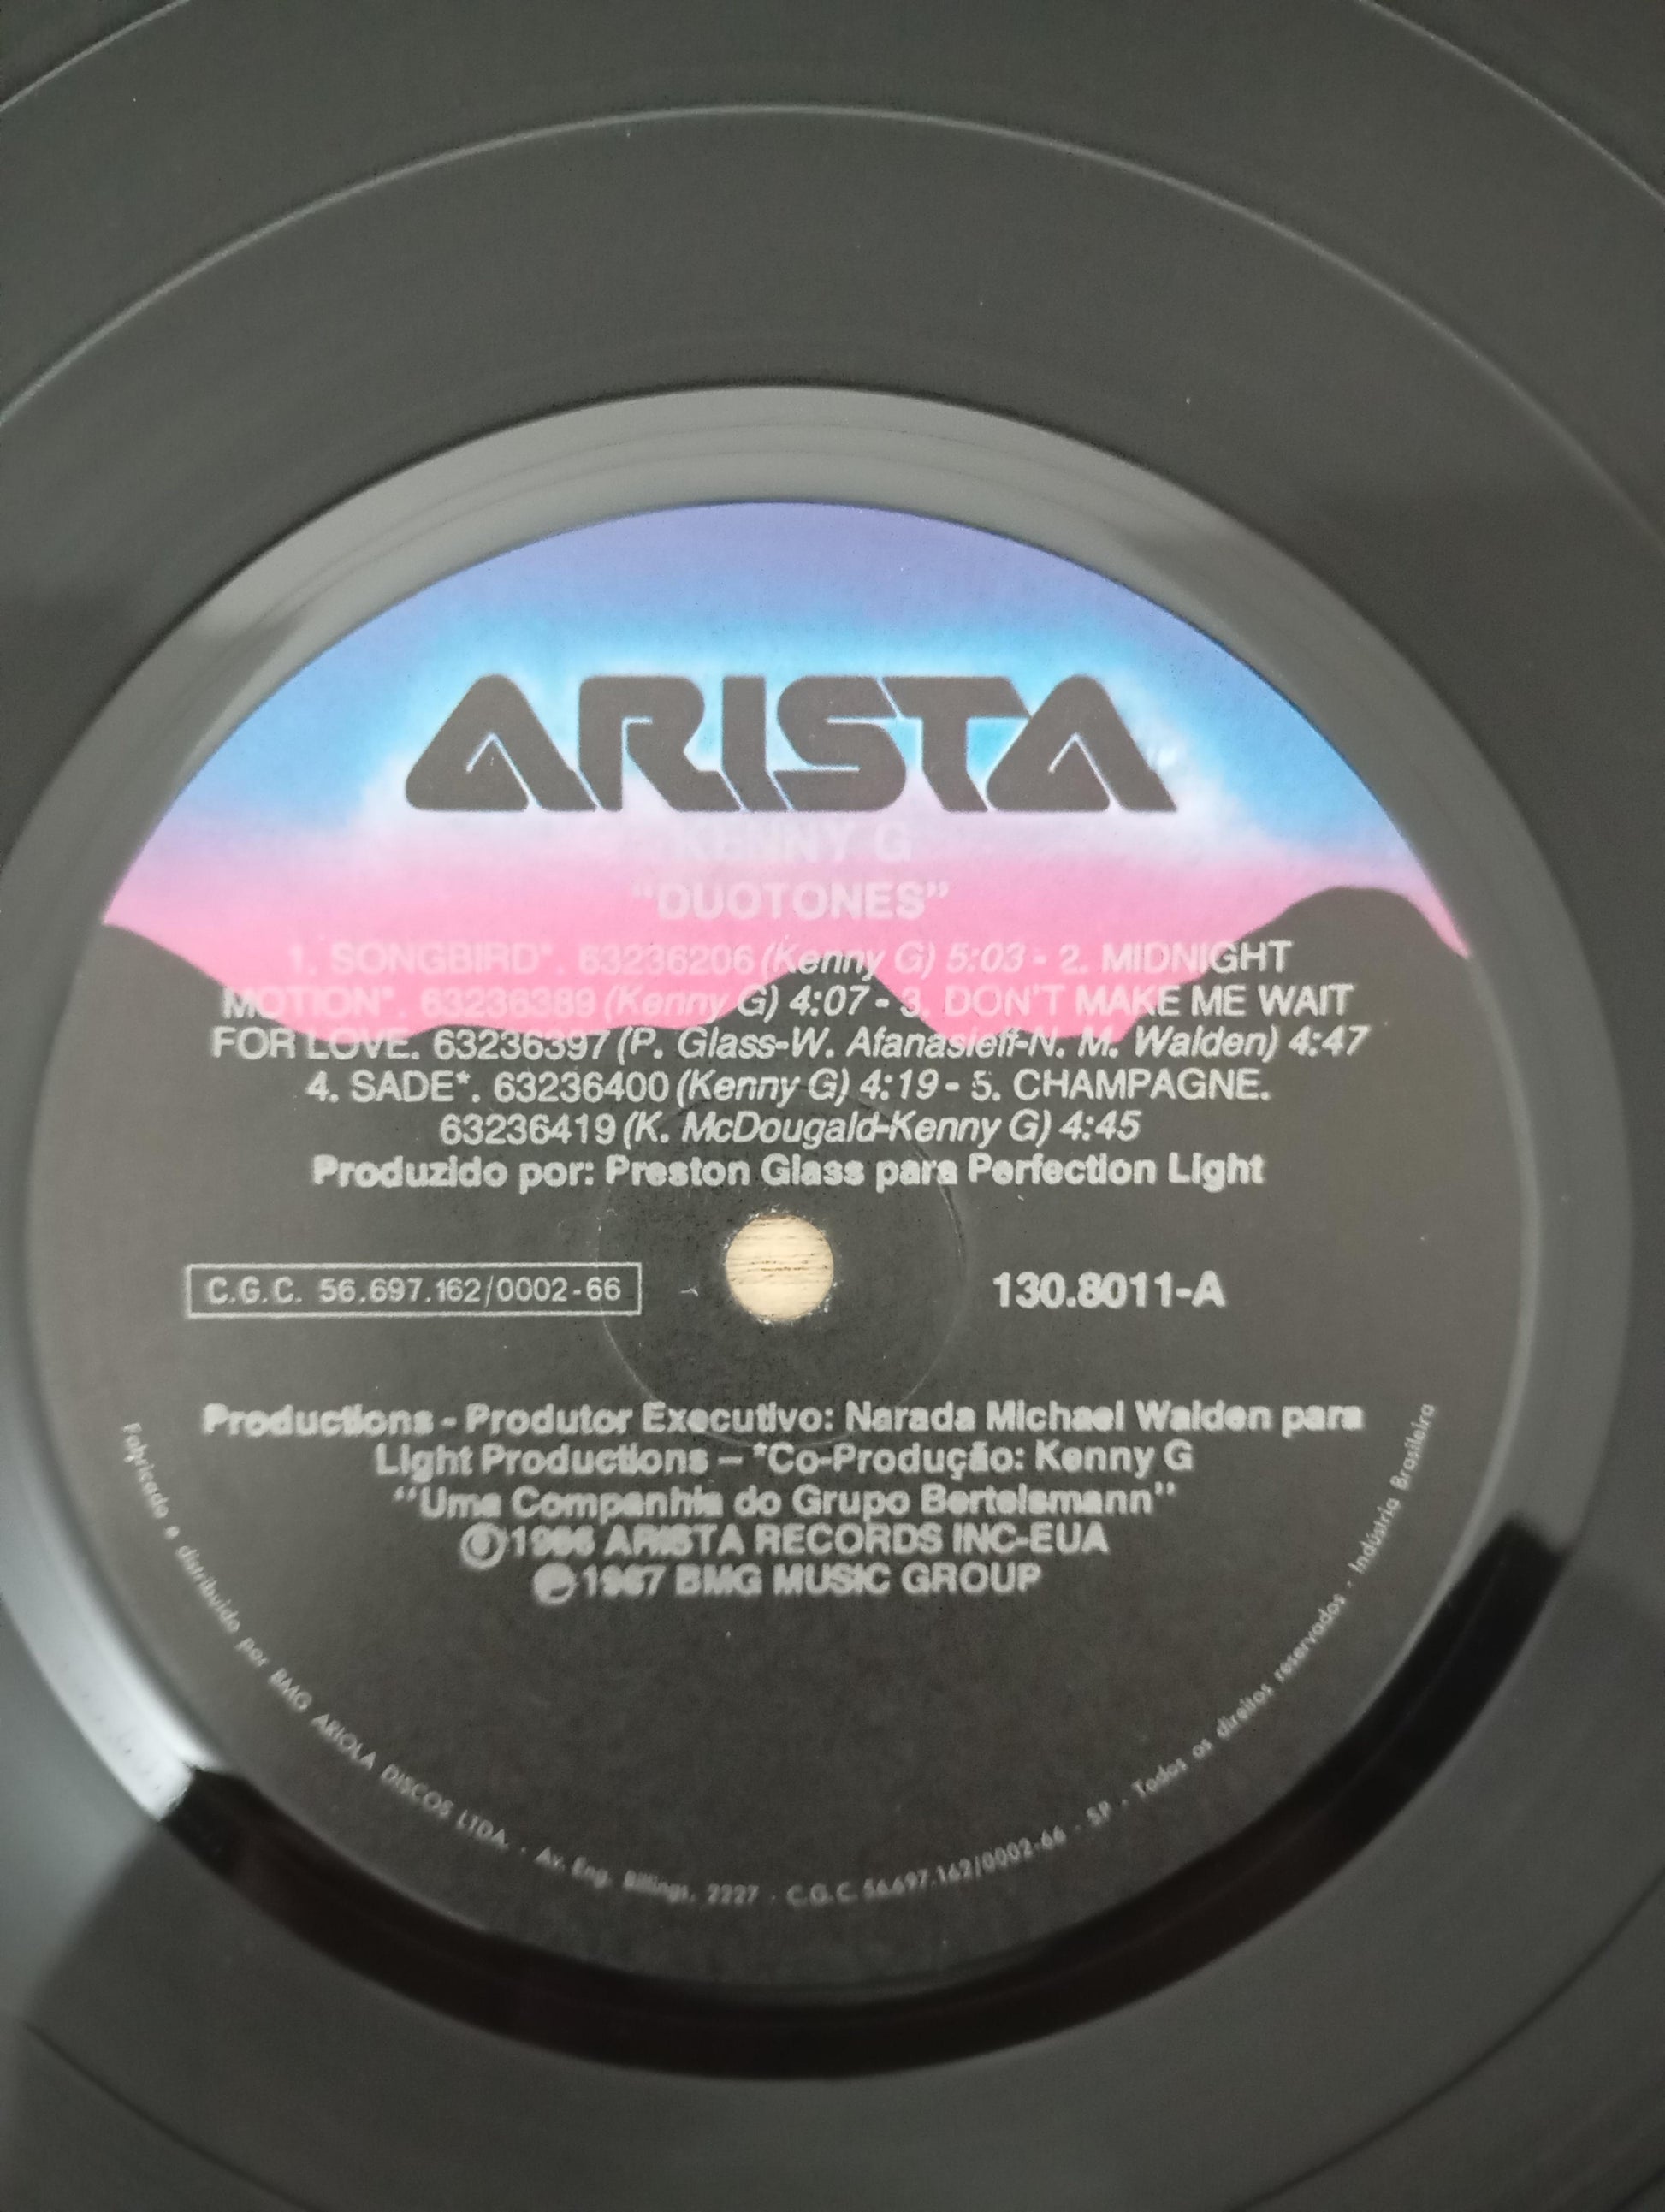 ARISTA
KENNY G
"DUOTONES"
1. SONGBIRD*. 63236206 (Kenny G) 5:03 - 2. MIDNIGHT
MOTION*. 63236389 (Kenny G) 4:07 - 3. DON'T MAKE ME WAIT
FOR LOVE. 63236397 (P. Glass-W. Afanasieff-N. M. Walden) 4:47
4. SADE*. 63236400 (Kenny G) 4:19 - 5. CHAMPAGNE.
63236419 (K. McDougald-Kenny G) 4:45
Produzido por: Preston Glass para Perfection Light
C.G.C. 56.697.162/0002-66
130.8011-A
Productions - Produtor Executivo: Narada Michael Walden para
Light Productions – *Co-Produção: Kenny G
"Uma Companhia do Grupo Bertelsmann"
Ⓟ1986 ARISTA RECORDS INC-EUA
Ⓟ1987 BMG MUSIC GROUP
Fabricado e distribuído por BMG ARIOLA DISCOS LTDA. · Av. Eng. Billings, 2227 · C.G.C. 56.697.162/0002-66 · SP · Todos os direitos reservados · Indústria Brasileira